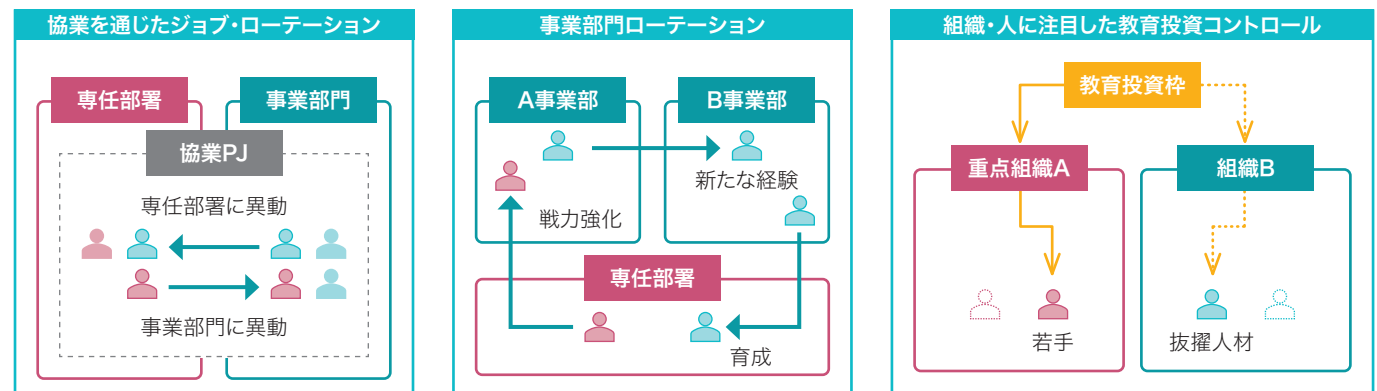 協業を通じたジョブ・ローテーション
専任部署
事業部門
協業PJ
専任部署に異動
事業部門に異動
事業部門ローテーション
A事業部
B事業部
新たな経験
戦力強化
専任部署
育成
組織・人に注目した教育投資コントロール
教育投資枠
重点組織A
組織B
若手
抜擢人材